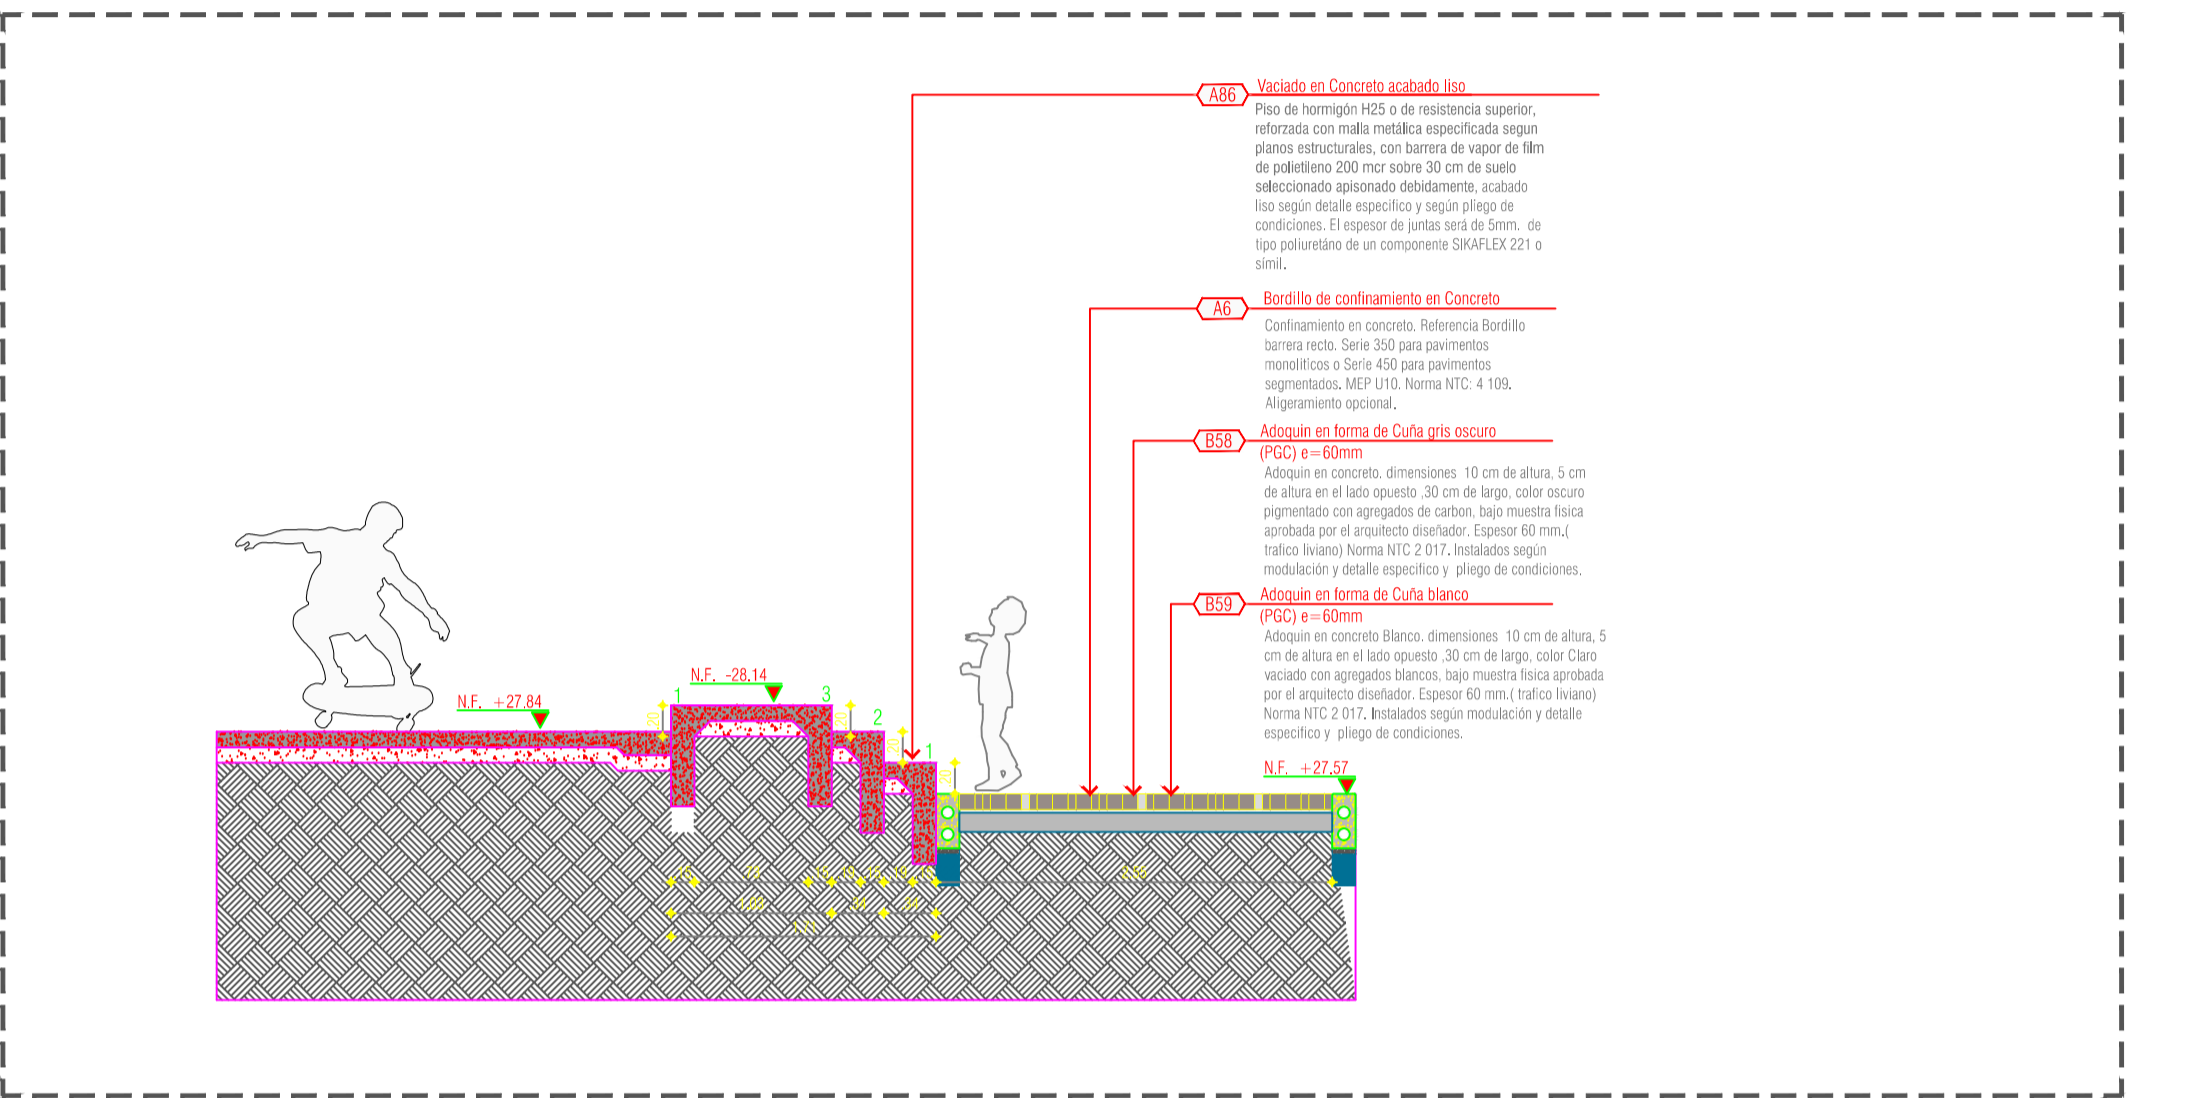 A86
Vaciado en Concreto acabado liso
Piso de hormigón H25 o de resistencia superior,
reforzada con malla metálica especificada segun
planos estructurales, con barrera de vapor de film
de polietileno 200 mcr sobre 30 cm de suelo
seleccionado apisonado debidamente, acabado
liso según detalle especifico y según pliego de
condiciones. El espesor de juntas será de 5mm. de
tipo poliuretáno de un componente SIKAFLEX 221 o
símil.
A6
Bordillo de confinamiento en Concreto
Confinamiento en concreto. Referencia Bordillo
barrera recto. Serie 350 para pavimentos
monolíticos o Serie 450 para pavimentos
segmentados. MEP U10. Norma NTC: 4 109.
Aligeramiento opcional.
B58
Adoquin en forma de Cuña gris oscuro
(PGC) e=60mm
Adoquin en concreto. dimensiones 10 cm de altura, 5 cm
de altura en el lado opuesto ,30 cm de largo, color oscuro
pigmentado con agregados de carbon, bajo muestra fisica
aprobada por el arquitecto diseñador. Espesor 60 mm.(
trafico liviano) Norma NTC 2 017. Instalados según
modulación y detalle especifico y pliego de condiciones.
B59
Adoquin en forma de Cuña blanco
(PGC) e=60mm
Adoquin en concreto Blanco. dimensiones 10 cm de altura, 5
cm de altura en el lado opuesto ,30 cm de largo, color Claro
vaciado con agregados blancos, bajo muestra fisica aprobada
por el arquitecto diseñador. Espesor 60 mm.( trafico liviano)
Norma NTC 2 017. Instalados según modulación y detalle
especifico y pliego de condiciones.
N.F. -28.14
N.F. +27.84
N.F. +27.57
1
3
2
1
20
20
20
20
1.03
.34
.34